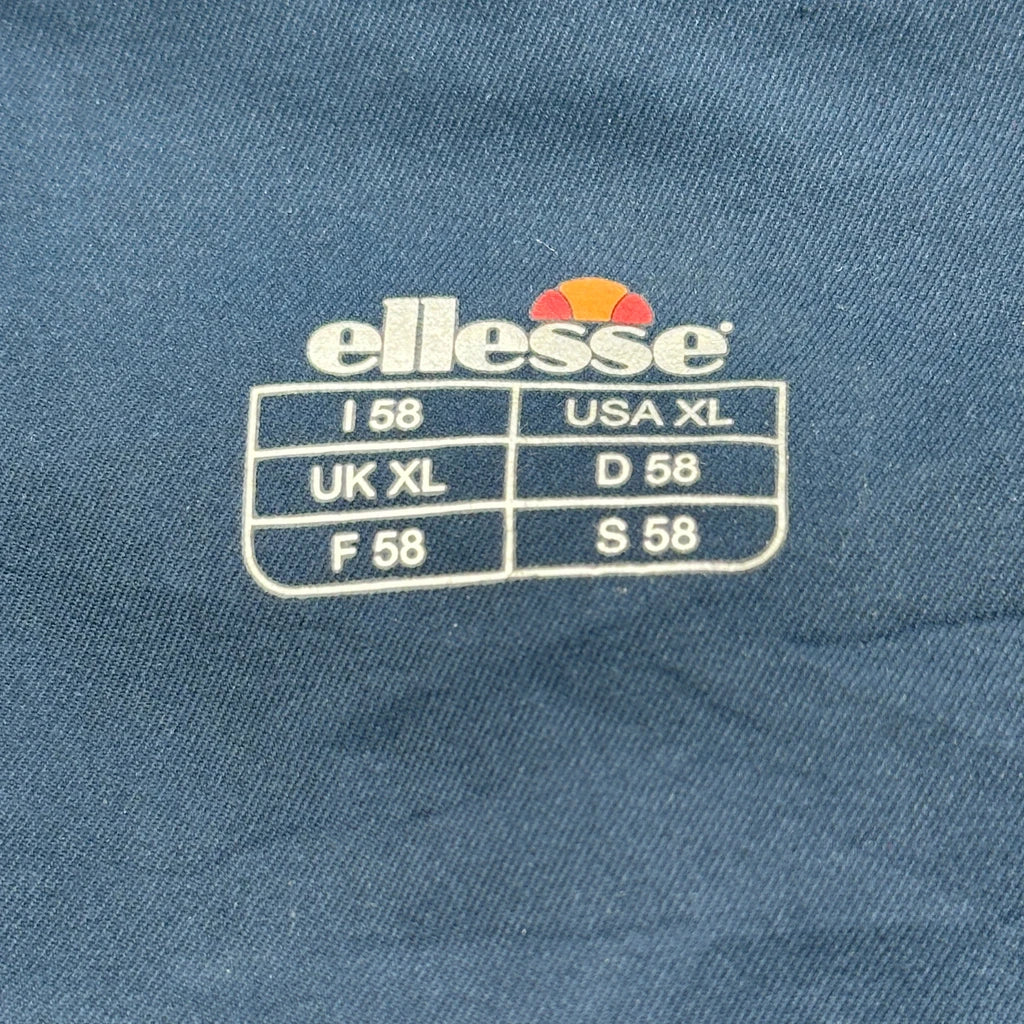 ellesse
I 58 USA XL
UK XL D 58
F 58 S 58